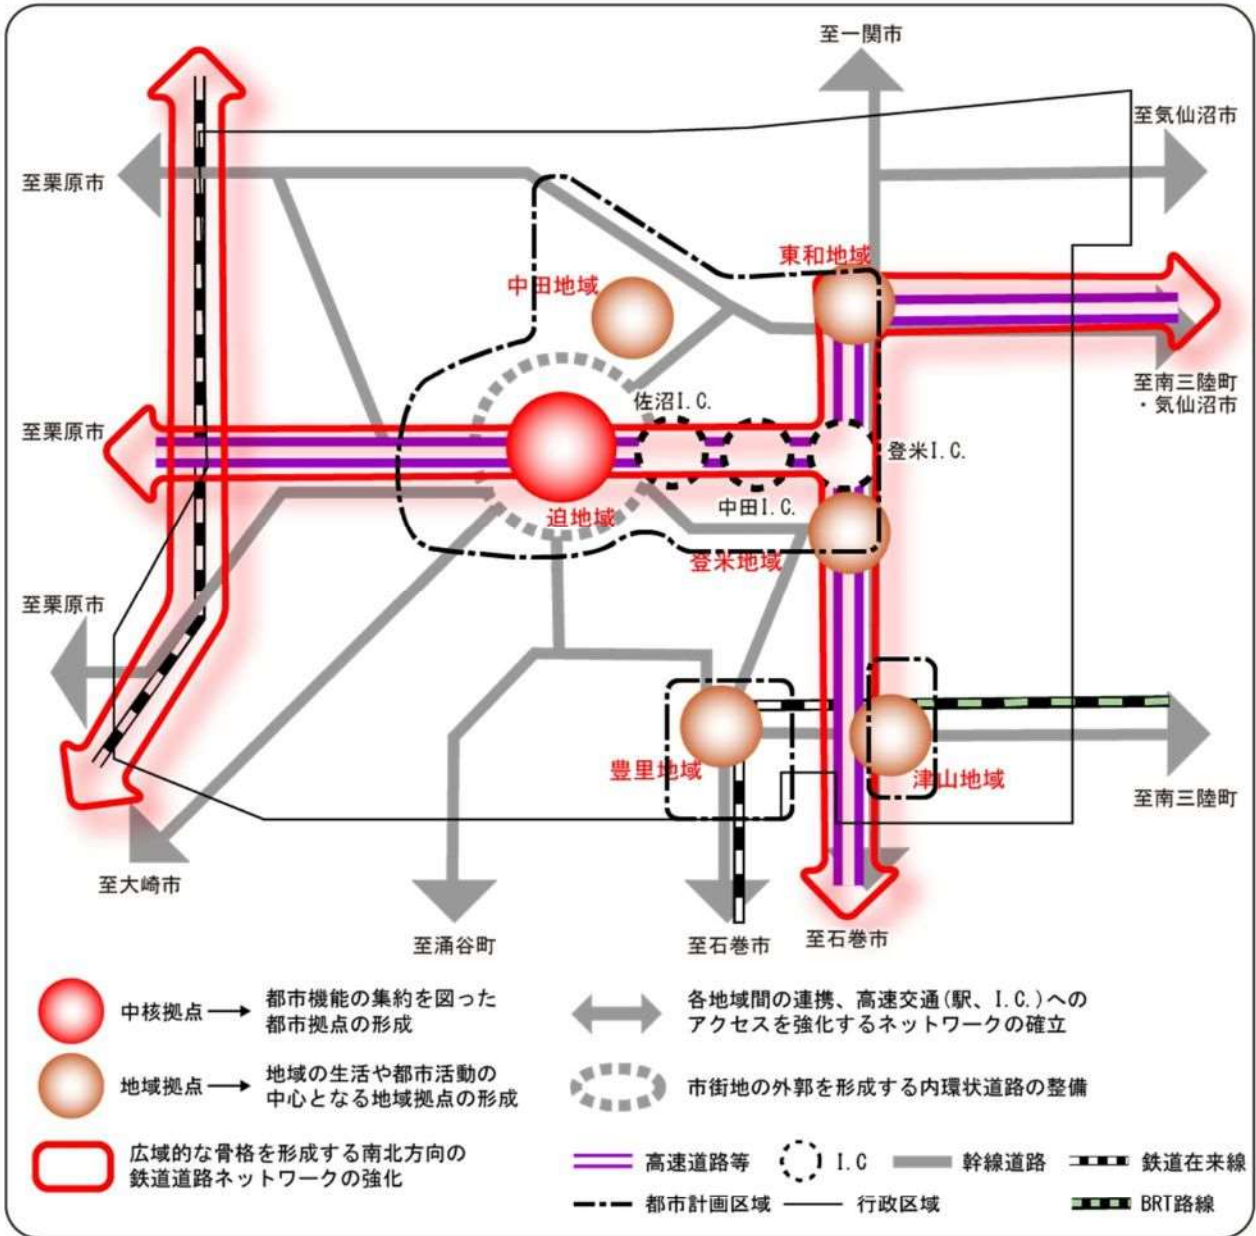 至一関市
至気仙沼市
至栗原市
東和地域
中田地域
至南三陸町
・気仙沼市
佐沼I.C.
至栗原市
登米I.C.
中田I.C.
迫地域
登米地域
至栗原市
豊里地域
津山地域
至南三陸町
至大崎市
至涌谷町
至石巻市
至石巻市
中核拠点
都市機能の集約を図った
都市拠点の形成
各地域間の連携、高速交通(駅、I.C.)への
アクセスを強化するネットワークの確立
地域拠点
地域の生活や都市活動の
中心となる地域拠点の形成
市街地の外郭を形成する内環状道路の整備
広域的な骨格を形成する南北方向の
鉄道道路ネットワークの強化
高速道路等
I.C
幹線道路
鉄道在来線
都市計画区域
行政区域
BRT路線